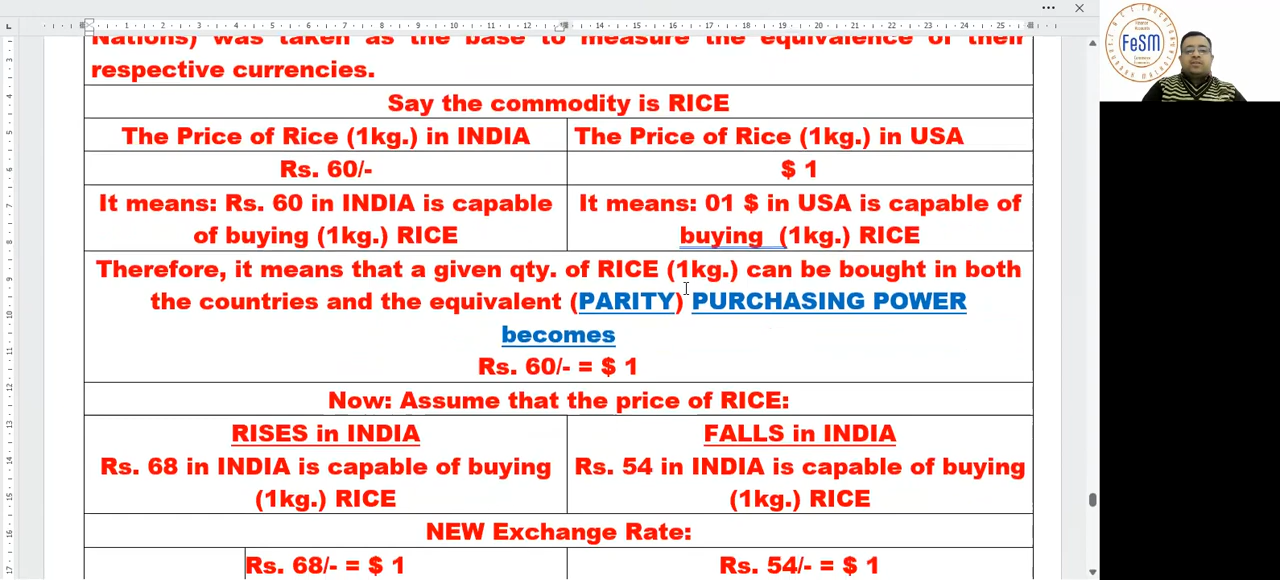 Nations) was taken as the base to measure the equivalence of their
respective currencies.
Say the commodity is RICE
The Price of Rice (1kg.) in INDIA
The Price of Rice (1kg.) in USA
Rs. 60/-
$ 1
It means: Rs. 60 in INDIA is capable
of buying (1kg.) RICE
It means: 01 $ in USA is capable of
buying (1kg.) RICE
Therefore, it means that a given qty. of RICE (1kg.) can be bought in both
the countries and the equivalent (PARITY) PURCHASING POWER
becomes
Rs. 60/- = $ 1
Now: Assume that the price of RICE:
RISES in INDIA
Rs. 68 in INDIA is capable of buying
(1kg.) RICE
FALLS in INDIA
Rs. 54 in INDIA is capable of buying
(1kg.) RICE
NEW Exchange Rate:
Rs. 68/- = $ 1
Rs. 54/- = $ 1
FeSM